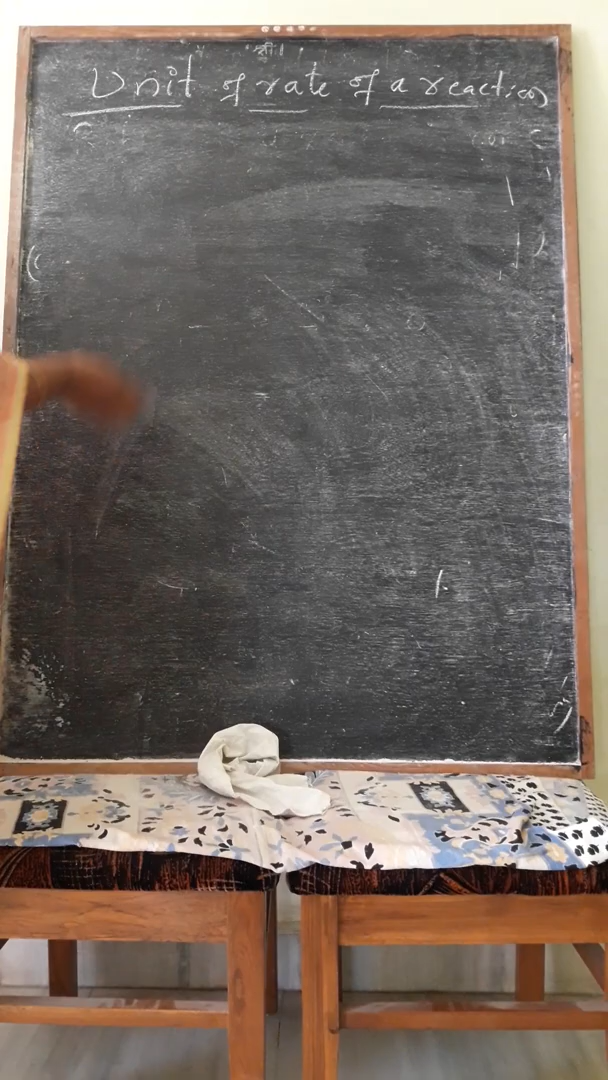 श्री
Unit of rate of a reaction